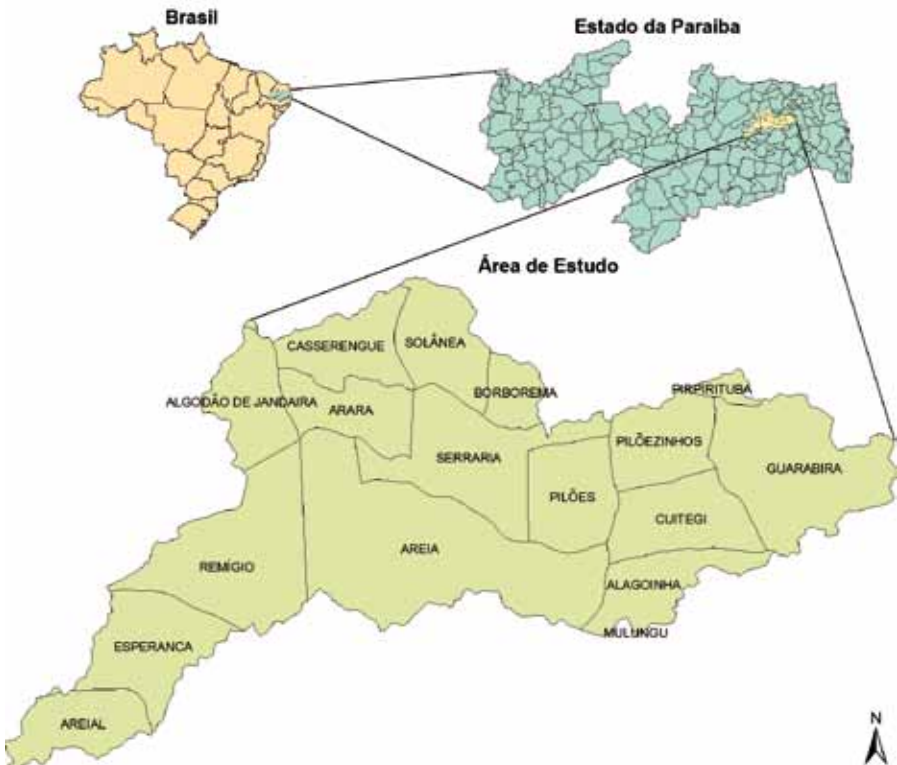 Brasil
Estado da Paraiba
Área de Estudo
CASSERENGUE
SOLÂNEA
ALGODÃO DE JANDAIRA
ARARA
BORBOREMA
PIRPIRITUBA
PILÕEZINHOS
SERRARIA
GUARABIRA
PILÕES
CUITEGI
AREIA
REMÍGIO
ALAGOINHA
MULUNGU
ESPERANCA
AREIAL
N